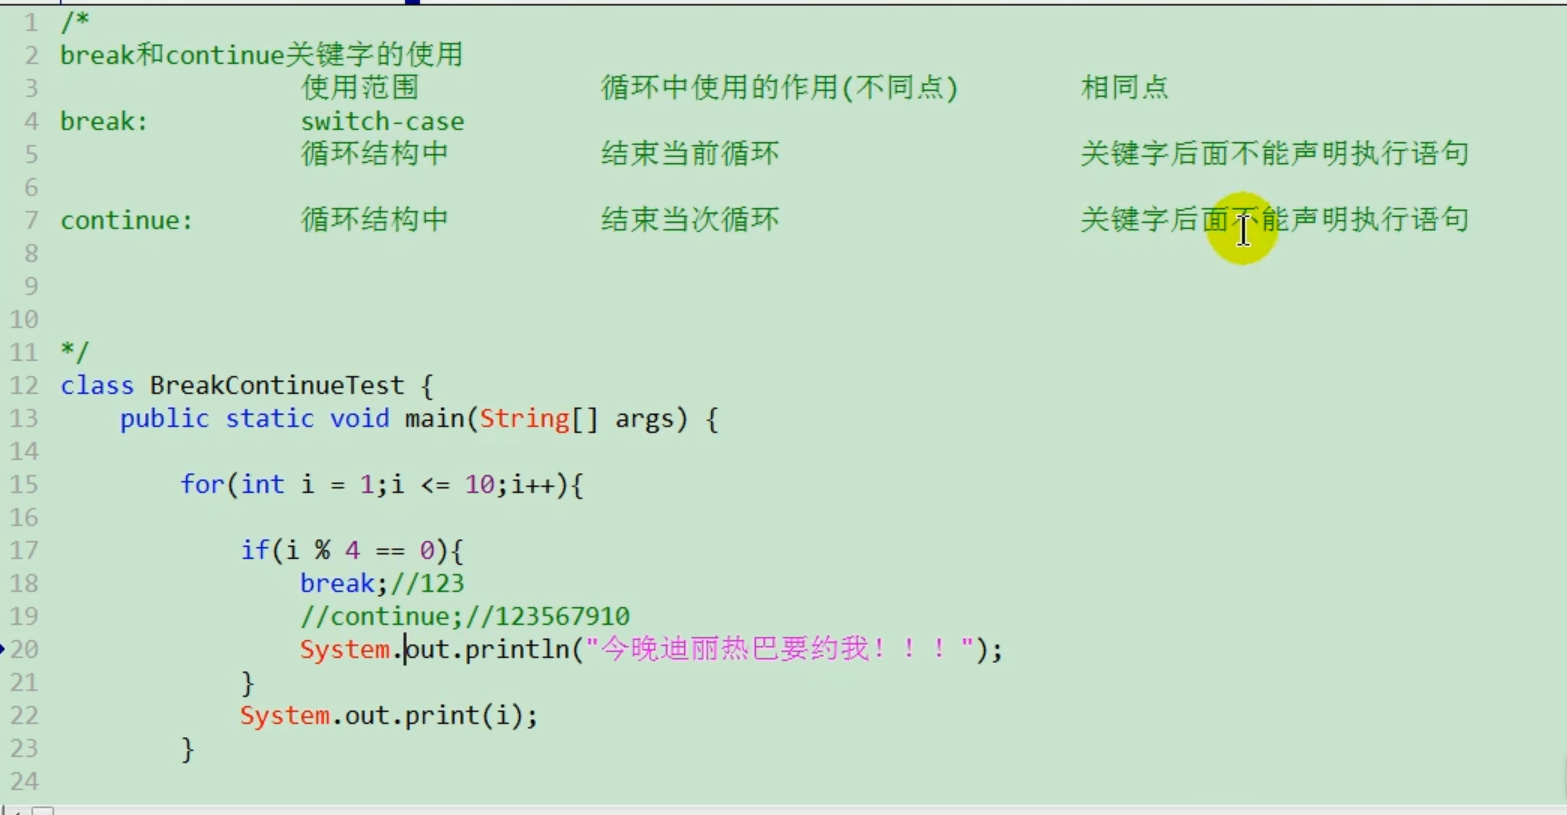 1 /*
2 break和continue关键字的使用
3 使用范围 循环中使用的作用(不同点) 相同点
4 break: switch-case
5 循环结构中 结束当前循环 关键字后面不能声明执行语句
6
7 continue: 循环结构中 结束当次循环 关键字后面不能声明执行语句
8
9
10
11 */
12 class BreakContinueTest {
13 public static void main(String[] args) {
14
15 for(int i = 1;i <= 10;i++){
16
17 if(i % 4 == 0){
18 break;//123
19 //continue;//123567910
20 System.out.println("今晚迪丽热巴要约我！！！");
21 }
22 System.out.print(i);
23 }
24